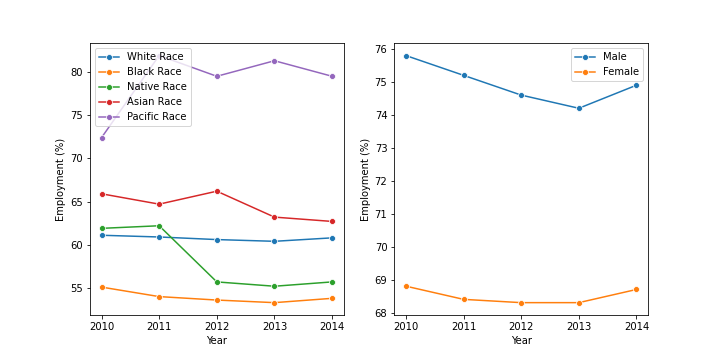 White Race
Black Race
Native Race
Asian Race
Pacific Race
80
75
70
65
60
55
Employment (%)
2010 2011 2012 2013 2014
Year
Male
Female
76
75
74
73
72
71
70
69
68
Employment (%)
2010 2011 2012 2013 2014
Year